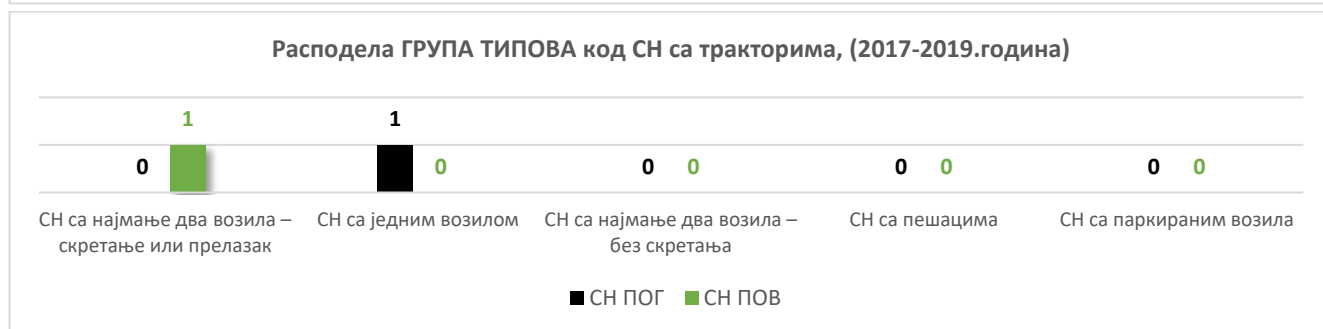 Расподела ГРУПА ТИПОВА код СН са тракторима, (2017-2019.година)
1 1
0 0 0 0 0 0 0 0
СН са најмање два возила – СН са једним возилом СН са најмање два возила – СН са пешацима СН са паркираним возила
скретање или прелазак без скретања
СН ПОГ СН ПОВ